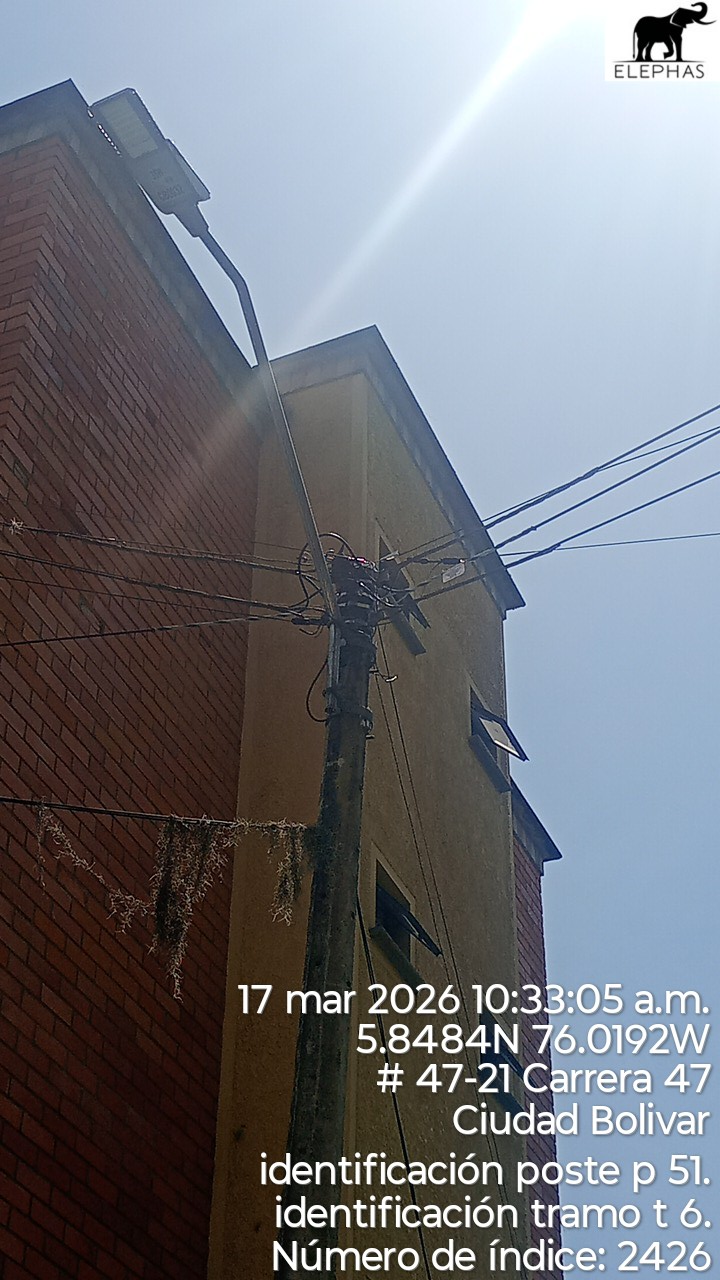 ELEPHAS
17 mar 2026 10:33:05 a.m.
5.8484N 76.0192W
# 47-21 Carrera 47
Ciudad Bolivar
identificación poste p 51.
identificación tramo t 6.
Número de índice: 2426